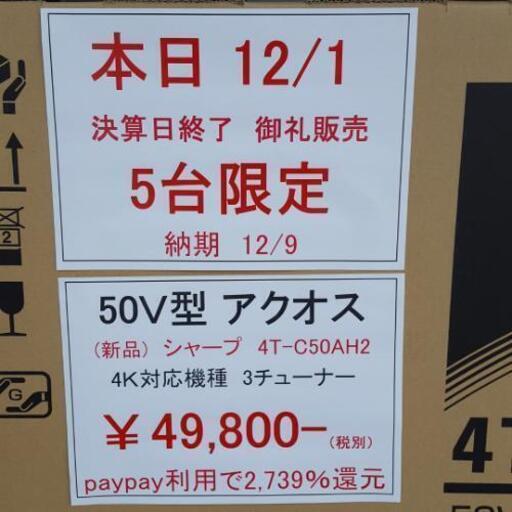 本日 12/1
決算日終了 御礼販売
5台限定
納期 12/9
50V型 アクオス
(新品) シャープ 4T-C50AH2
4K対応機種 3チューナー
¥49,800-(税別)
paypay利用で2,739%還元
2
G
4T